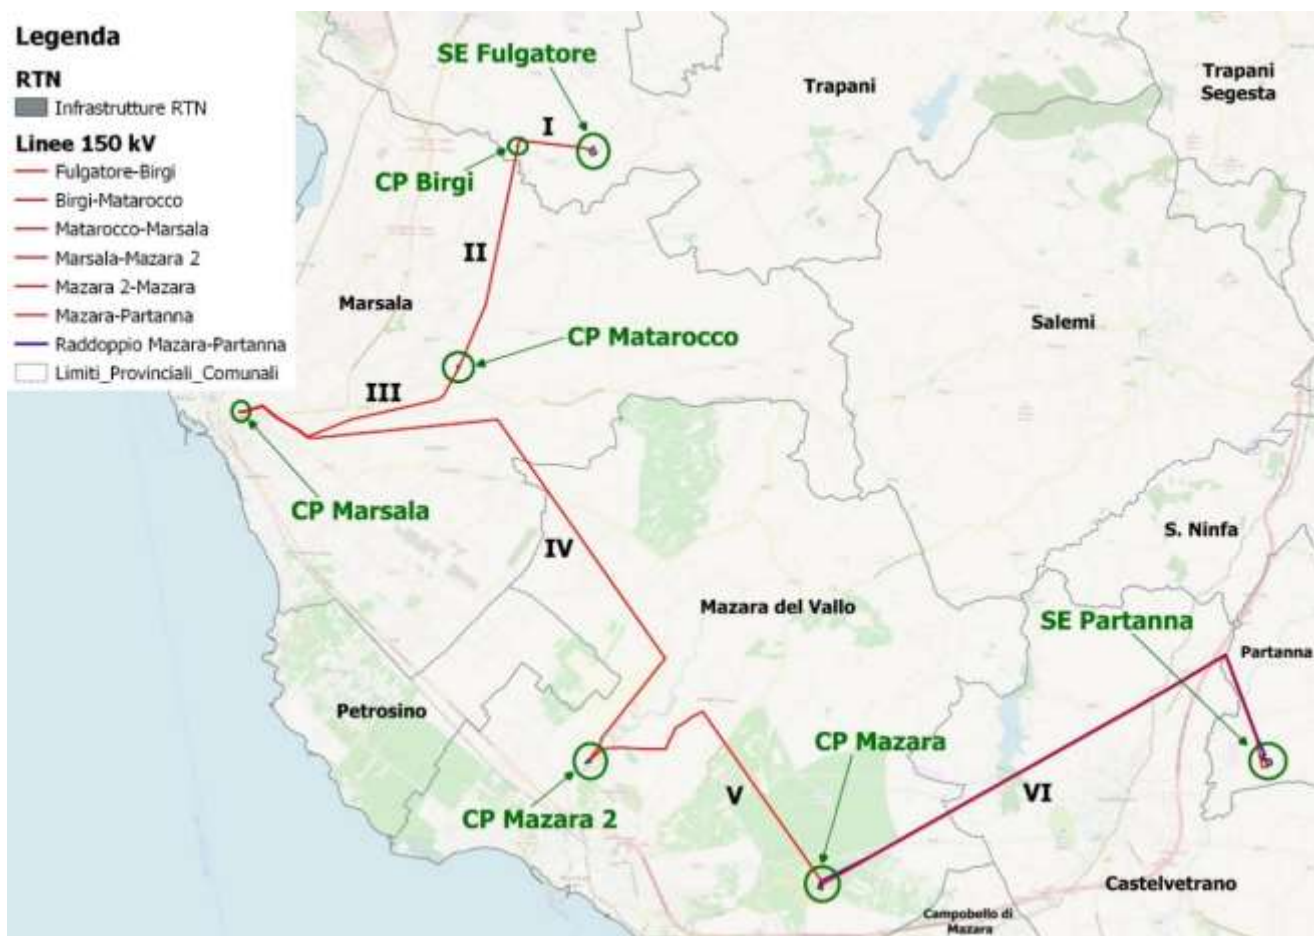 Legenda
RTN
Infrastrutture RTN
Linee 150 kV
Fulgatore-Birgi
Birgi-Matarocco
Matarocco-Marsala
Marsala-Mazara 2
Mazara 2-Mazara
Mazara-Partanna
Raddoppio Mazara-Partanna
Limiti_Provinciali_Comunali
SE Fulgatore
Trapani
Trapani
Segesta
I
CP Birgi
II
Marsala
Salemi
CP Matarocco
III
CP Marsala
S. Ninfa
IV
Mazara del Vallo
SE Partanna
Partanna
Petrosino
CP Mazara
V
VI
CP Mazara 2
Castelvetrano
Campobello di
Mazara